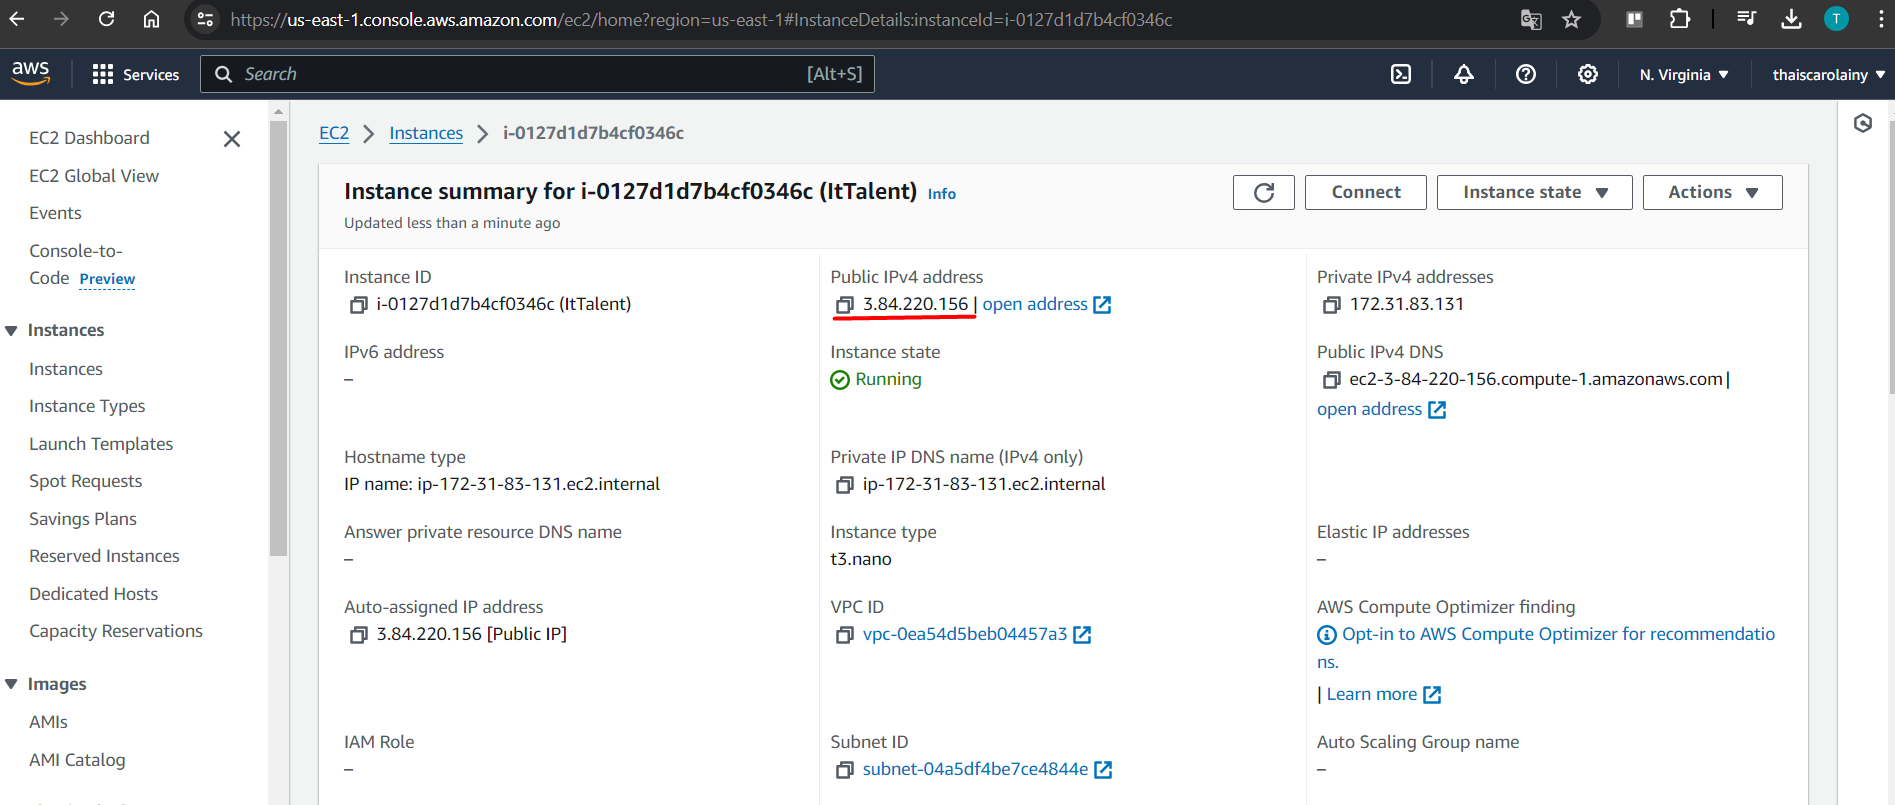 https://us-east-1.console.aws.amazon.com/ec2/home?region=us-east-1#InstanceDetails:instanceId=i-0127d1d7b4cf0346c
T
aws
Services
Search
[Alt+S]
N. Virginia
thaiscarolainy
EC2 Dashboard
EC2 Global View
Events
Console-to-
Code Preview
Instances
Instances
Instance Types
Launch Templates
Spot Requests
Savings Plans
Reserved Instances
Dedicated Hosts
Capacity Reservations
Images
AMIs
AMI Catalog
EC2 > Instances > i-0127d1d7b4cf0346c
Instance summary for i-0127d1d7b4cf0346c (ItTalent) Info
Updated less than a minute ago
Connect
Instance state
Actions
Instance ID
i-0127d1d7b4cf0346c (ItTalent)
Public IPv4 address
3.84.220.156 | open address
Private IPv4 addresses
172.31.83.131
IPv6 address
–
Instance state
Running
Public IPv4 DNS
ec2-3-84-220-156.compute-1.amazonaws.com |
open address
Hostname type
IP name: ip-172-31-83-131.ec2.internal
Private IP DNS name (IPv4 only)
ip-172-31-83-131.ec2.internal
Answer private resource DNS name
–
Instance type
t3.nano
Elastic IP addresses
–
Auto-assigned IP address
3.84.220.156 [Public IP]
VPC ID
vpc-0ea54d5beb04457a3
AWS Compute Optimizer finding
Opt-in to AWS Compute Optimizer for recommendatio
ns.
| Learn more
IAM Role
–
Subnet ID
subnet-04a5df4be7ce4844e
Auto Scaling Group name
–